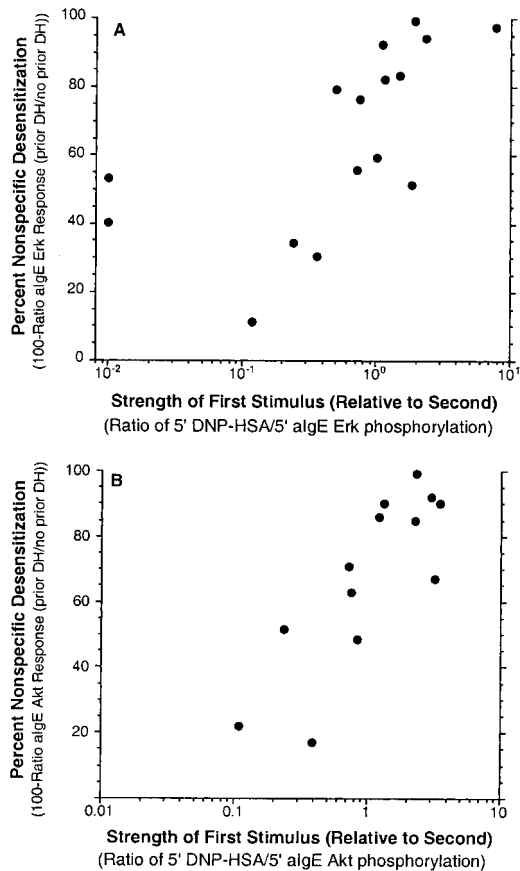 A
Percent Nonspecific Desensitization
(100-Ratio aIgE Erk Response (prior DH/no prior DH))
100
80
60
40
20
0
10-2
10-1
100
101
Strength of First Stimulus (Relative to Second)
(Ratio of 5' DNP-HSA/5' aIgE Erk phosphorylation)
B
Percent Nonspecific Desensitization
(100-Ratio aIgE Akt Response (prior DH/no prior DH))
100
80
60
40
20
0.01
0.1
1
10
Strength of First Stimulus (Relative to Second)
(Ratio of 5' DNP-HSA/5' aIgE Akt phosphorylation)